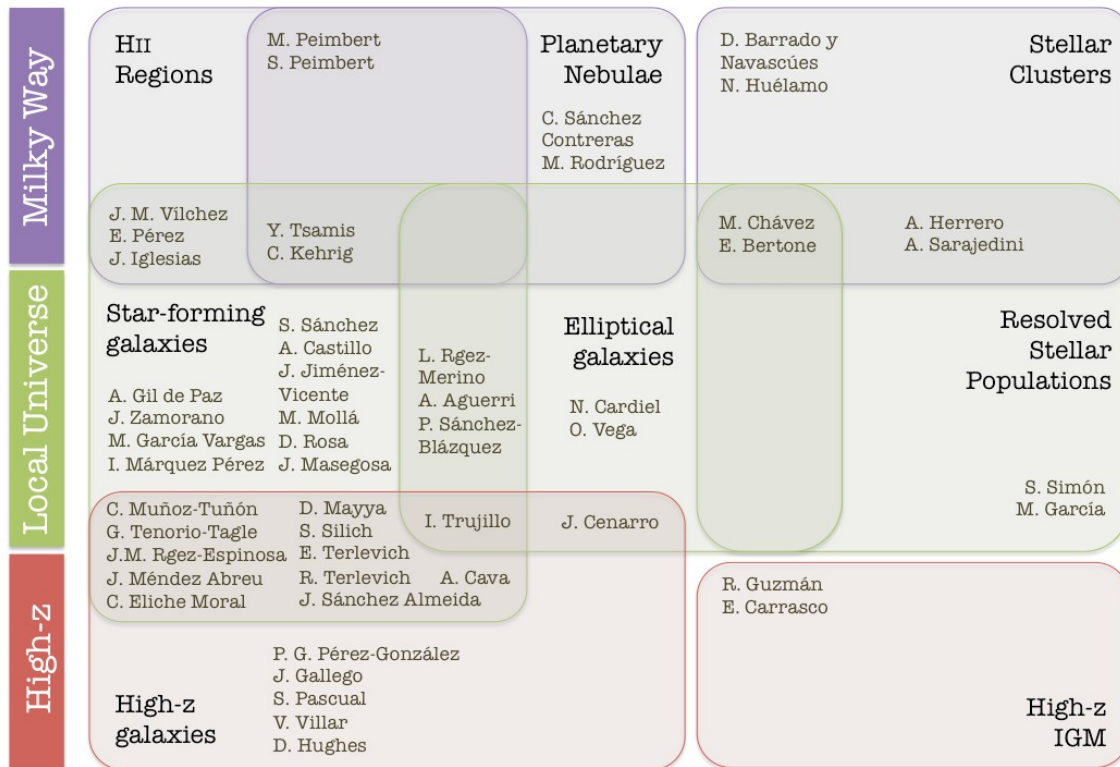 Milky Way
HII
Regions
M. Peimbert
S. Peimbert
Planetary
Nebulae
C. Sánchez
Contreras
M. Rodríguez
D. Barrado y
Navascúes
N. Huélamo
Stellar
Clusters
J. M. Vílchez
E. Pérez
J. Iglesias
Y. Tsamis
C. Kehrig
M. Chávez
E. Bertone
A. Herrero
A. Sarajedini
Local Universe
Star-forming
galaxies
A. Gil de Paz
J. Zamorano
M. García Vargas
I. Márquez Pérez
S. Sánchez
A. Castillo
J. Jiménez-
Vicente
M. Mollá
D. Rosa
J. Masegosa
L. Rgez-
Merino
A. Aguerri
P. Sánchez-
Blázquez
Elliptical
galaxies
N. Cardiel
O. Vega
Resolved
Stellar
Populations
S. Simón
M. García
C. Muñoz-Tuñón
G. Tenorio-Tagle
J.M. Rgez-Espinosa
J. Méndez Abreu
C. Eliche Moral
D. Mayya
S. Silich
E. Terlevich
R. Terlevich
J. Sánchez Almeida
I. Trujillo
A. Cava
J. Cenarro
High-z
High-z
galaxies
P. G. Pérez-González
J. Gallego
S. Pascual
V. Villar
D. Hughes
R. Guzmán
E. Carrasco
High-z
IGM